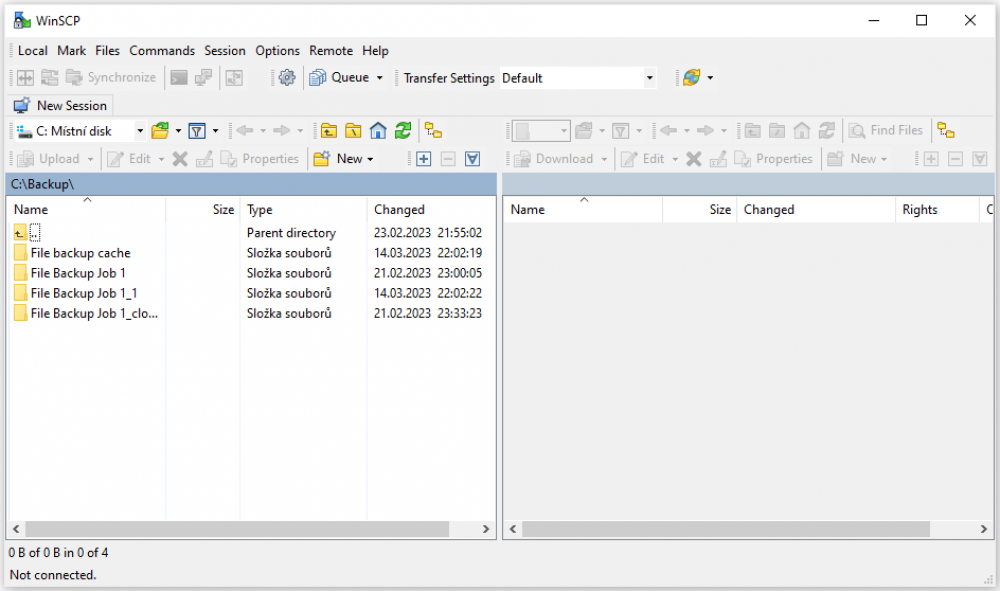 WinSCP
Local Mark Files Commands Session Options Remote Help
Synchronize Queue Transfer Settings Default
New Session
C: Místní disk Find Files
Upload Edit Properties New Download Edit Properties New
C:\Backup\
Name Size Type Changed Name Size Changed Rights
.. Parent directory 23.02.2023 21:55:02
File backup cache Složka souborů 14.03.2023 22:02:19
File Backup Job 1 Složka souborů 21.02.2023 23:00:05
File Backup Job 1_1 Složka souborů 14.03.2023 22:02:22
File Backup Job 1_clo... Složka souborů 21.02.2023 23:33:23
0 B of 0 B in 0 of 4
Not connected.